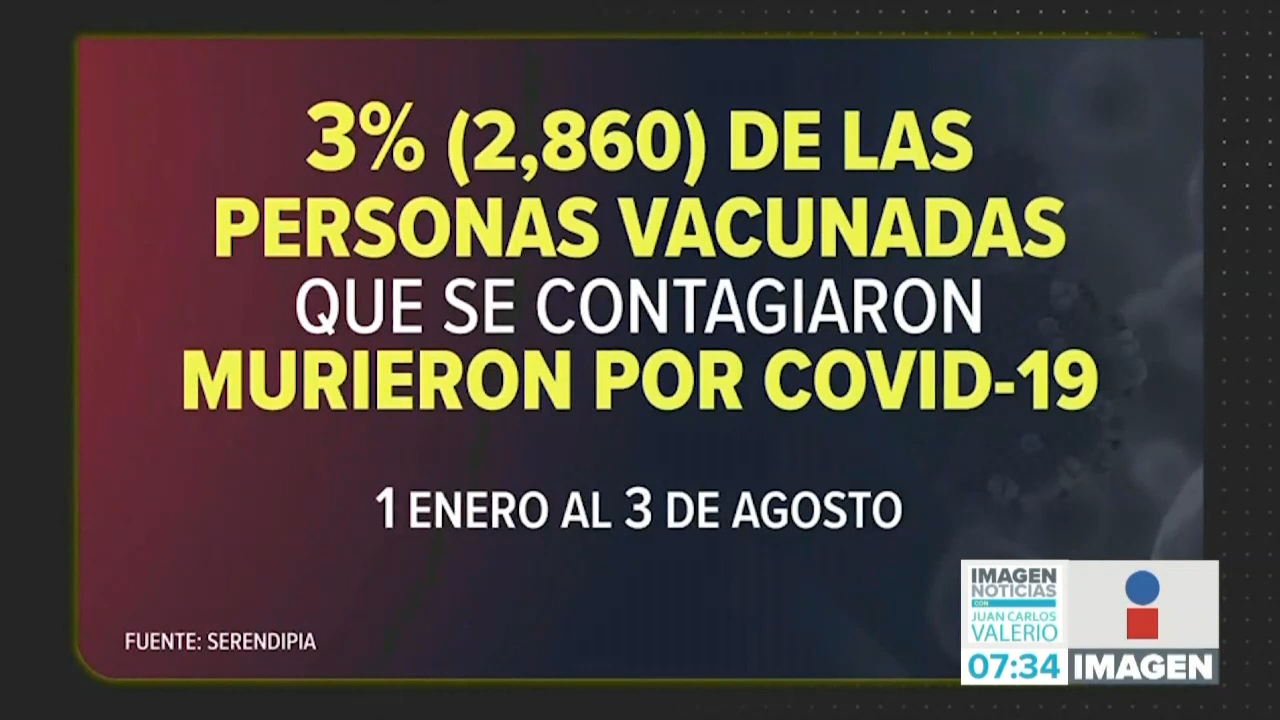 3% (2,860) DE LAS
PERSONAS VACUNADAS
QUE SE CONTAGIARON
MURIERON POR COVID-19
1 ENERO AL 3 DE AGOSTO
FUENTE: SERENDIPIA
IMAGEN
NOTICIAS
CON
JUAN CARLOS
VALERIO
07:34
IMAGEN